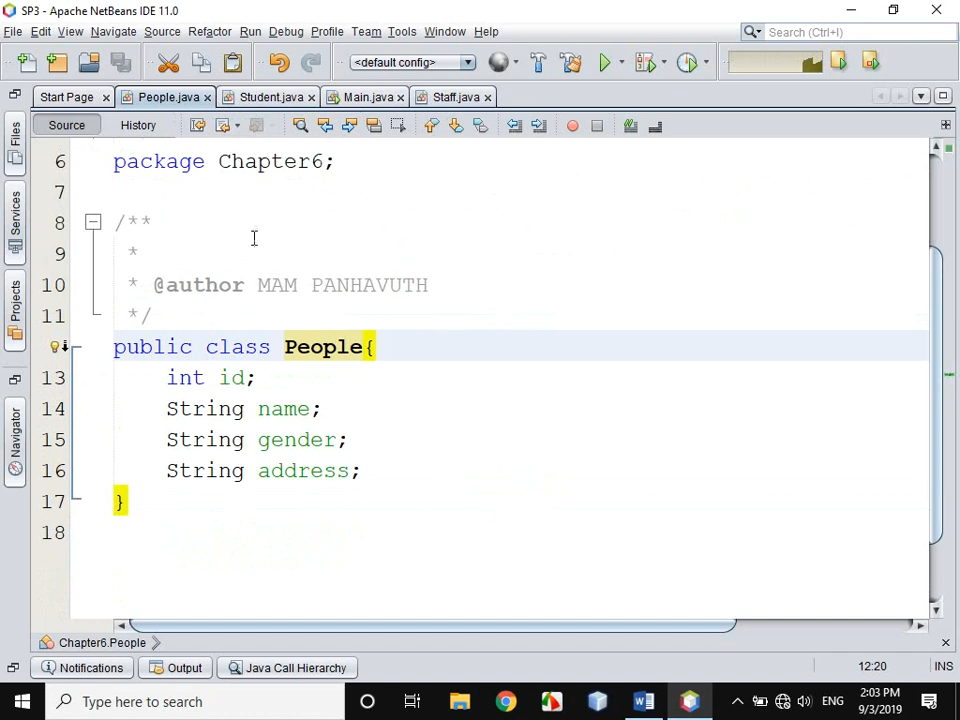 SP3 - Apache NetBeans IDE 11.0
File Edit View Navigate Source Refactor Run Debug Profile Team Tools Window Help
Search (Ctrl+I)
<default config>
Start Page People.java Student.java Main.java Staff.java
Source History
Files
Services
Projects
Navigator
6 package Chapter6;
7
8 /**
9 *
10 * @author MAM PANHAVUTH
11 */
public class People{
13 int id;
14 String name;
15 String gender;
16 String address;
17 }
18
Chapter6.People
Notifications Output Java Call Hierarchy
12:20 INS
Type here to search
ENG
2:03 PM
9/3/2019